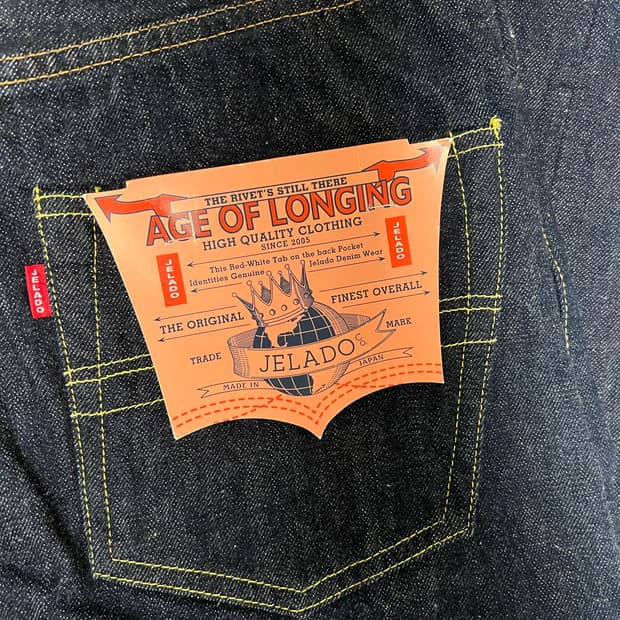 THE RIVET'S STILL THERE
AGE OF LONGING
HIGH QUALITY CLOTHING
SINCE 2005
This Red-White Tab on the back Pocket
Identities Genuine Jelado Denim Wear
JELADO
JELADO
JELADO
THE ORIGINAL FINEST OVERALL
TRADE MARK
JELADO CO.
MADE IN JAPAN